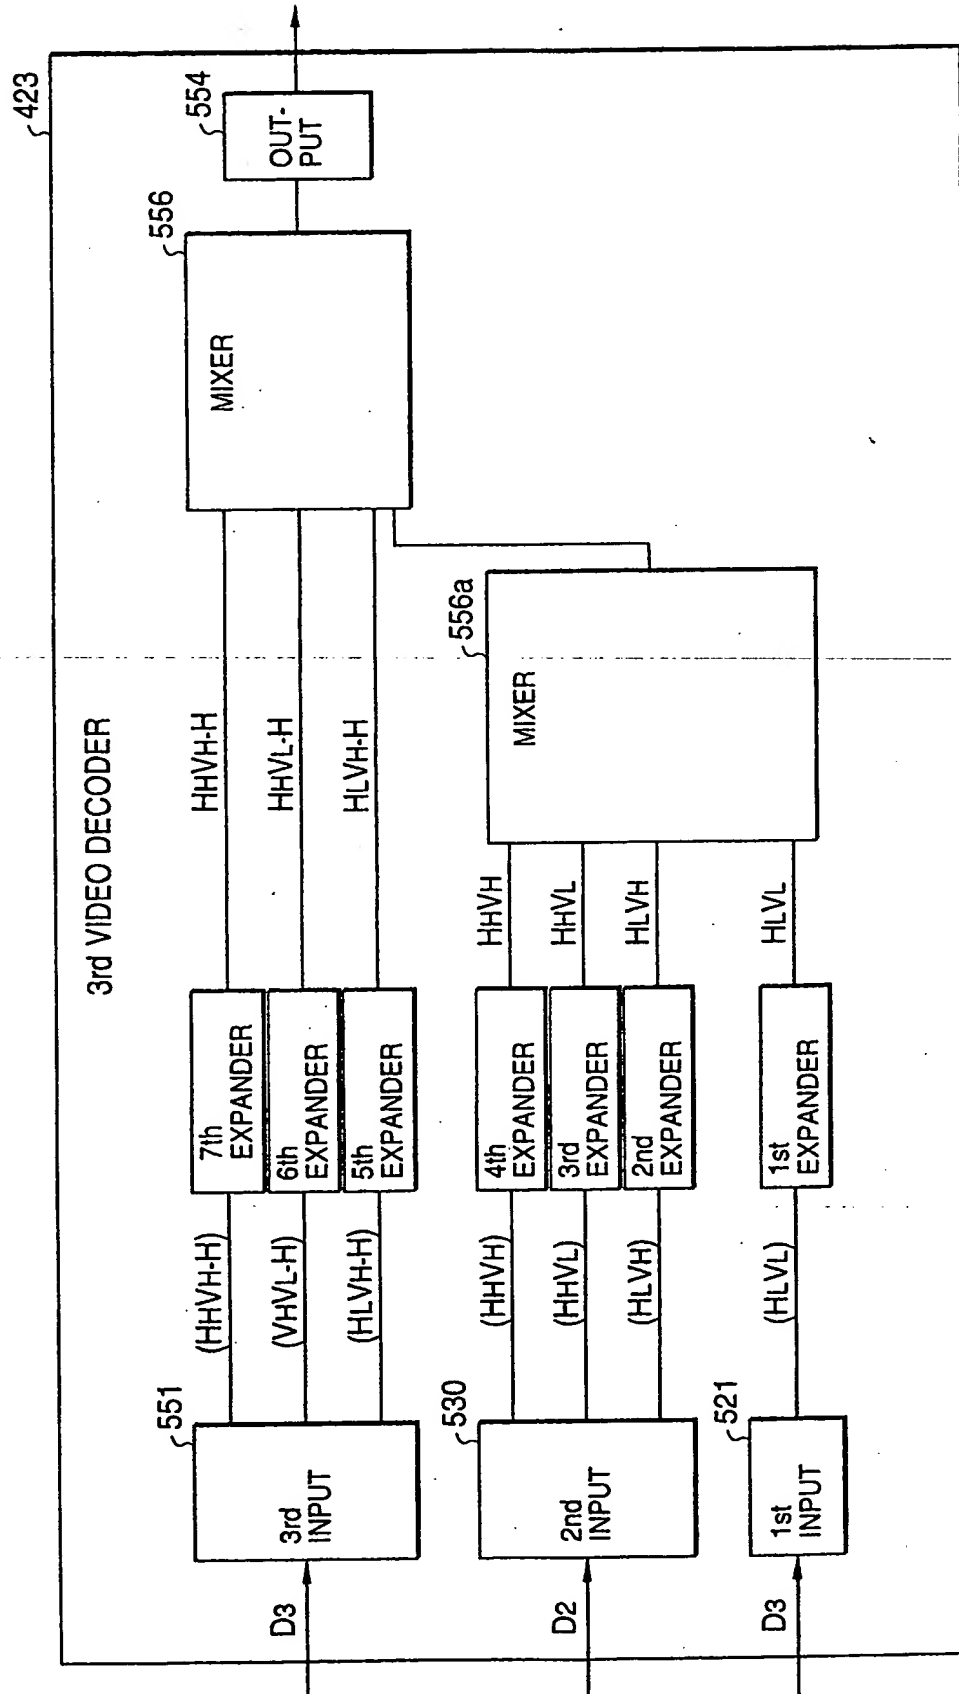 423
3rd VIDEO DECODER
D3
551
3rd
INPUT
(HHVH-H)
(VHVL-H)
(HLVH-H)
7th
EXPANDER
6th
EXPANDER
5th
EXPANDER
HHVH-H
HHVL-H
HLVH-H
556
MIXER
554
OUT-
PUT
D2
530
2nd
INPUT
(HHVH)
(HHVL)
(HLVH)
4th
EXPANDER
3rd
EXPANDER
2nd
EXPANDER
HHVH
HHVL
HLVH
556a
MIXER
D3
521
1st
INPUT
(HLVL)
1st
EXPANDER
HLVL